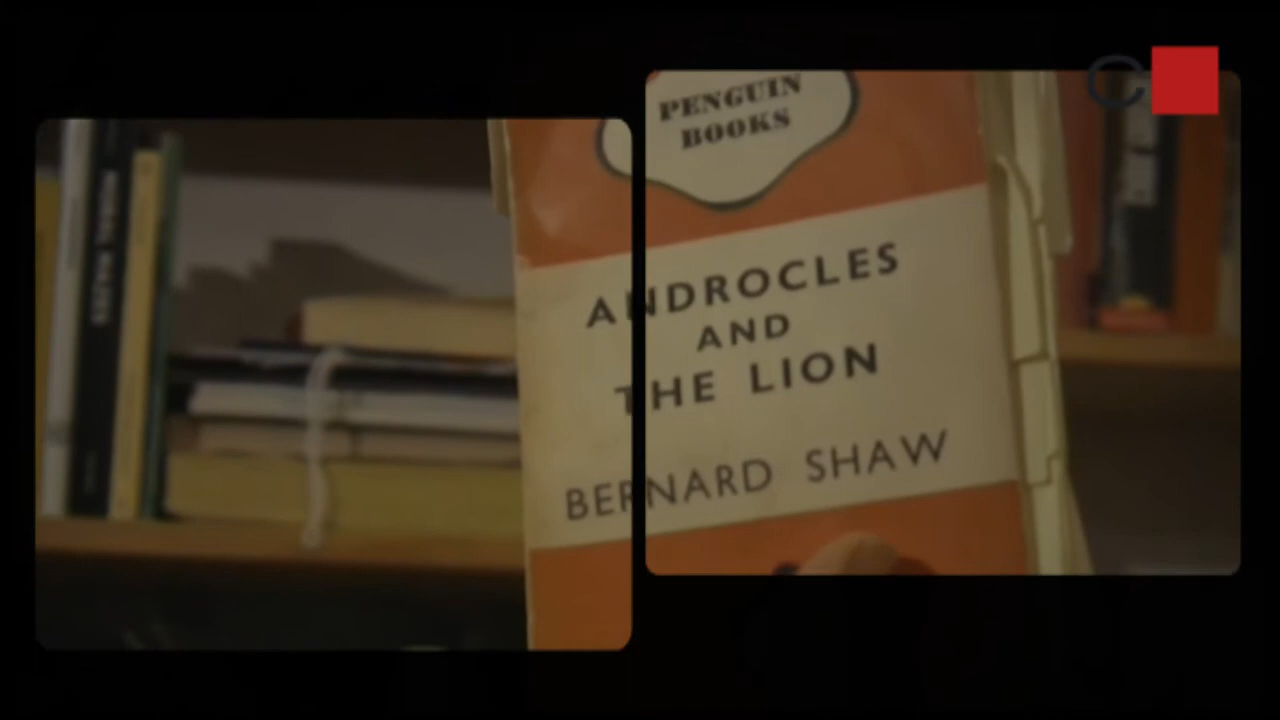 PENGUIN
BOOKS
ANDROCLES
AND
THE LION
BERNARD SHAW